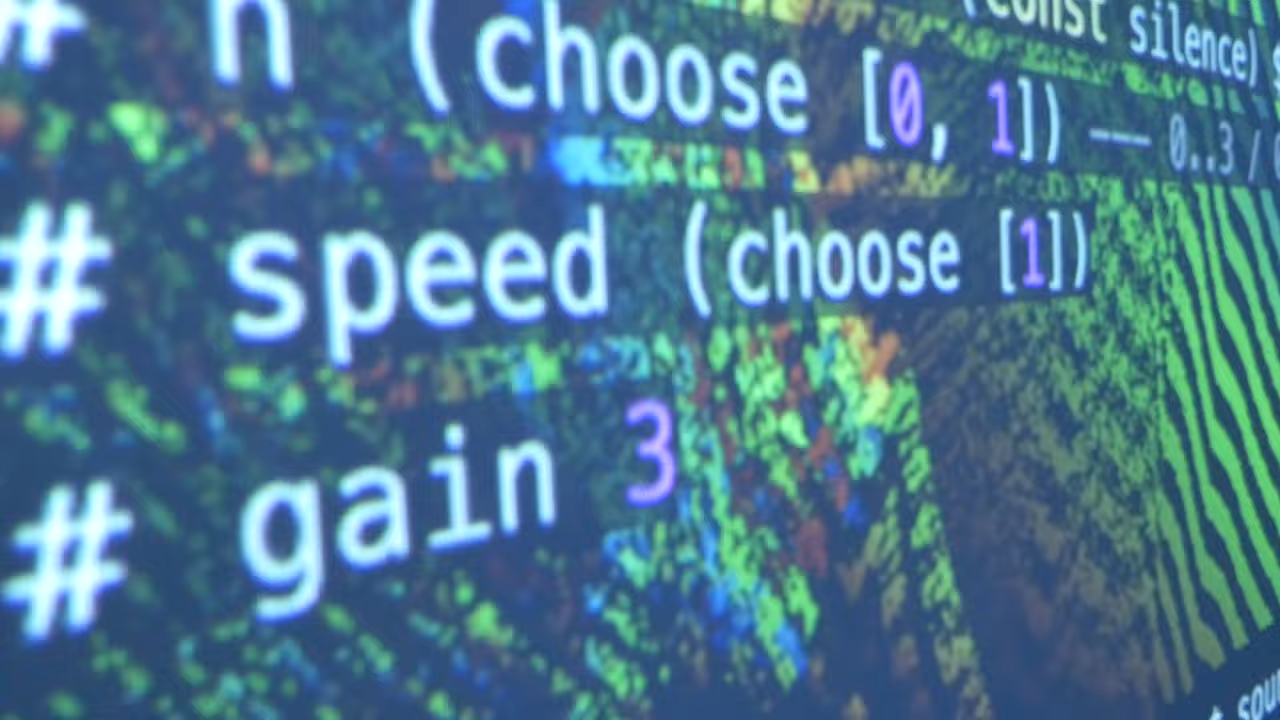 (const silence)
# n (choose [0, 1]) --- 0..3 /
# speed (choose [1])
# gain 3